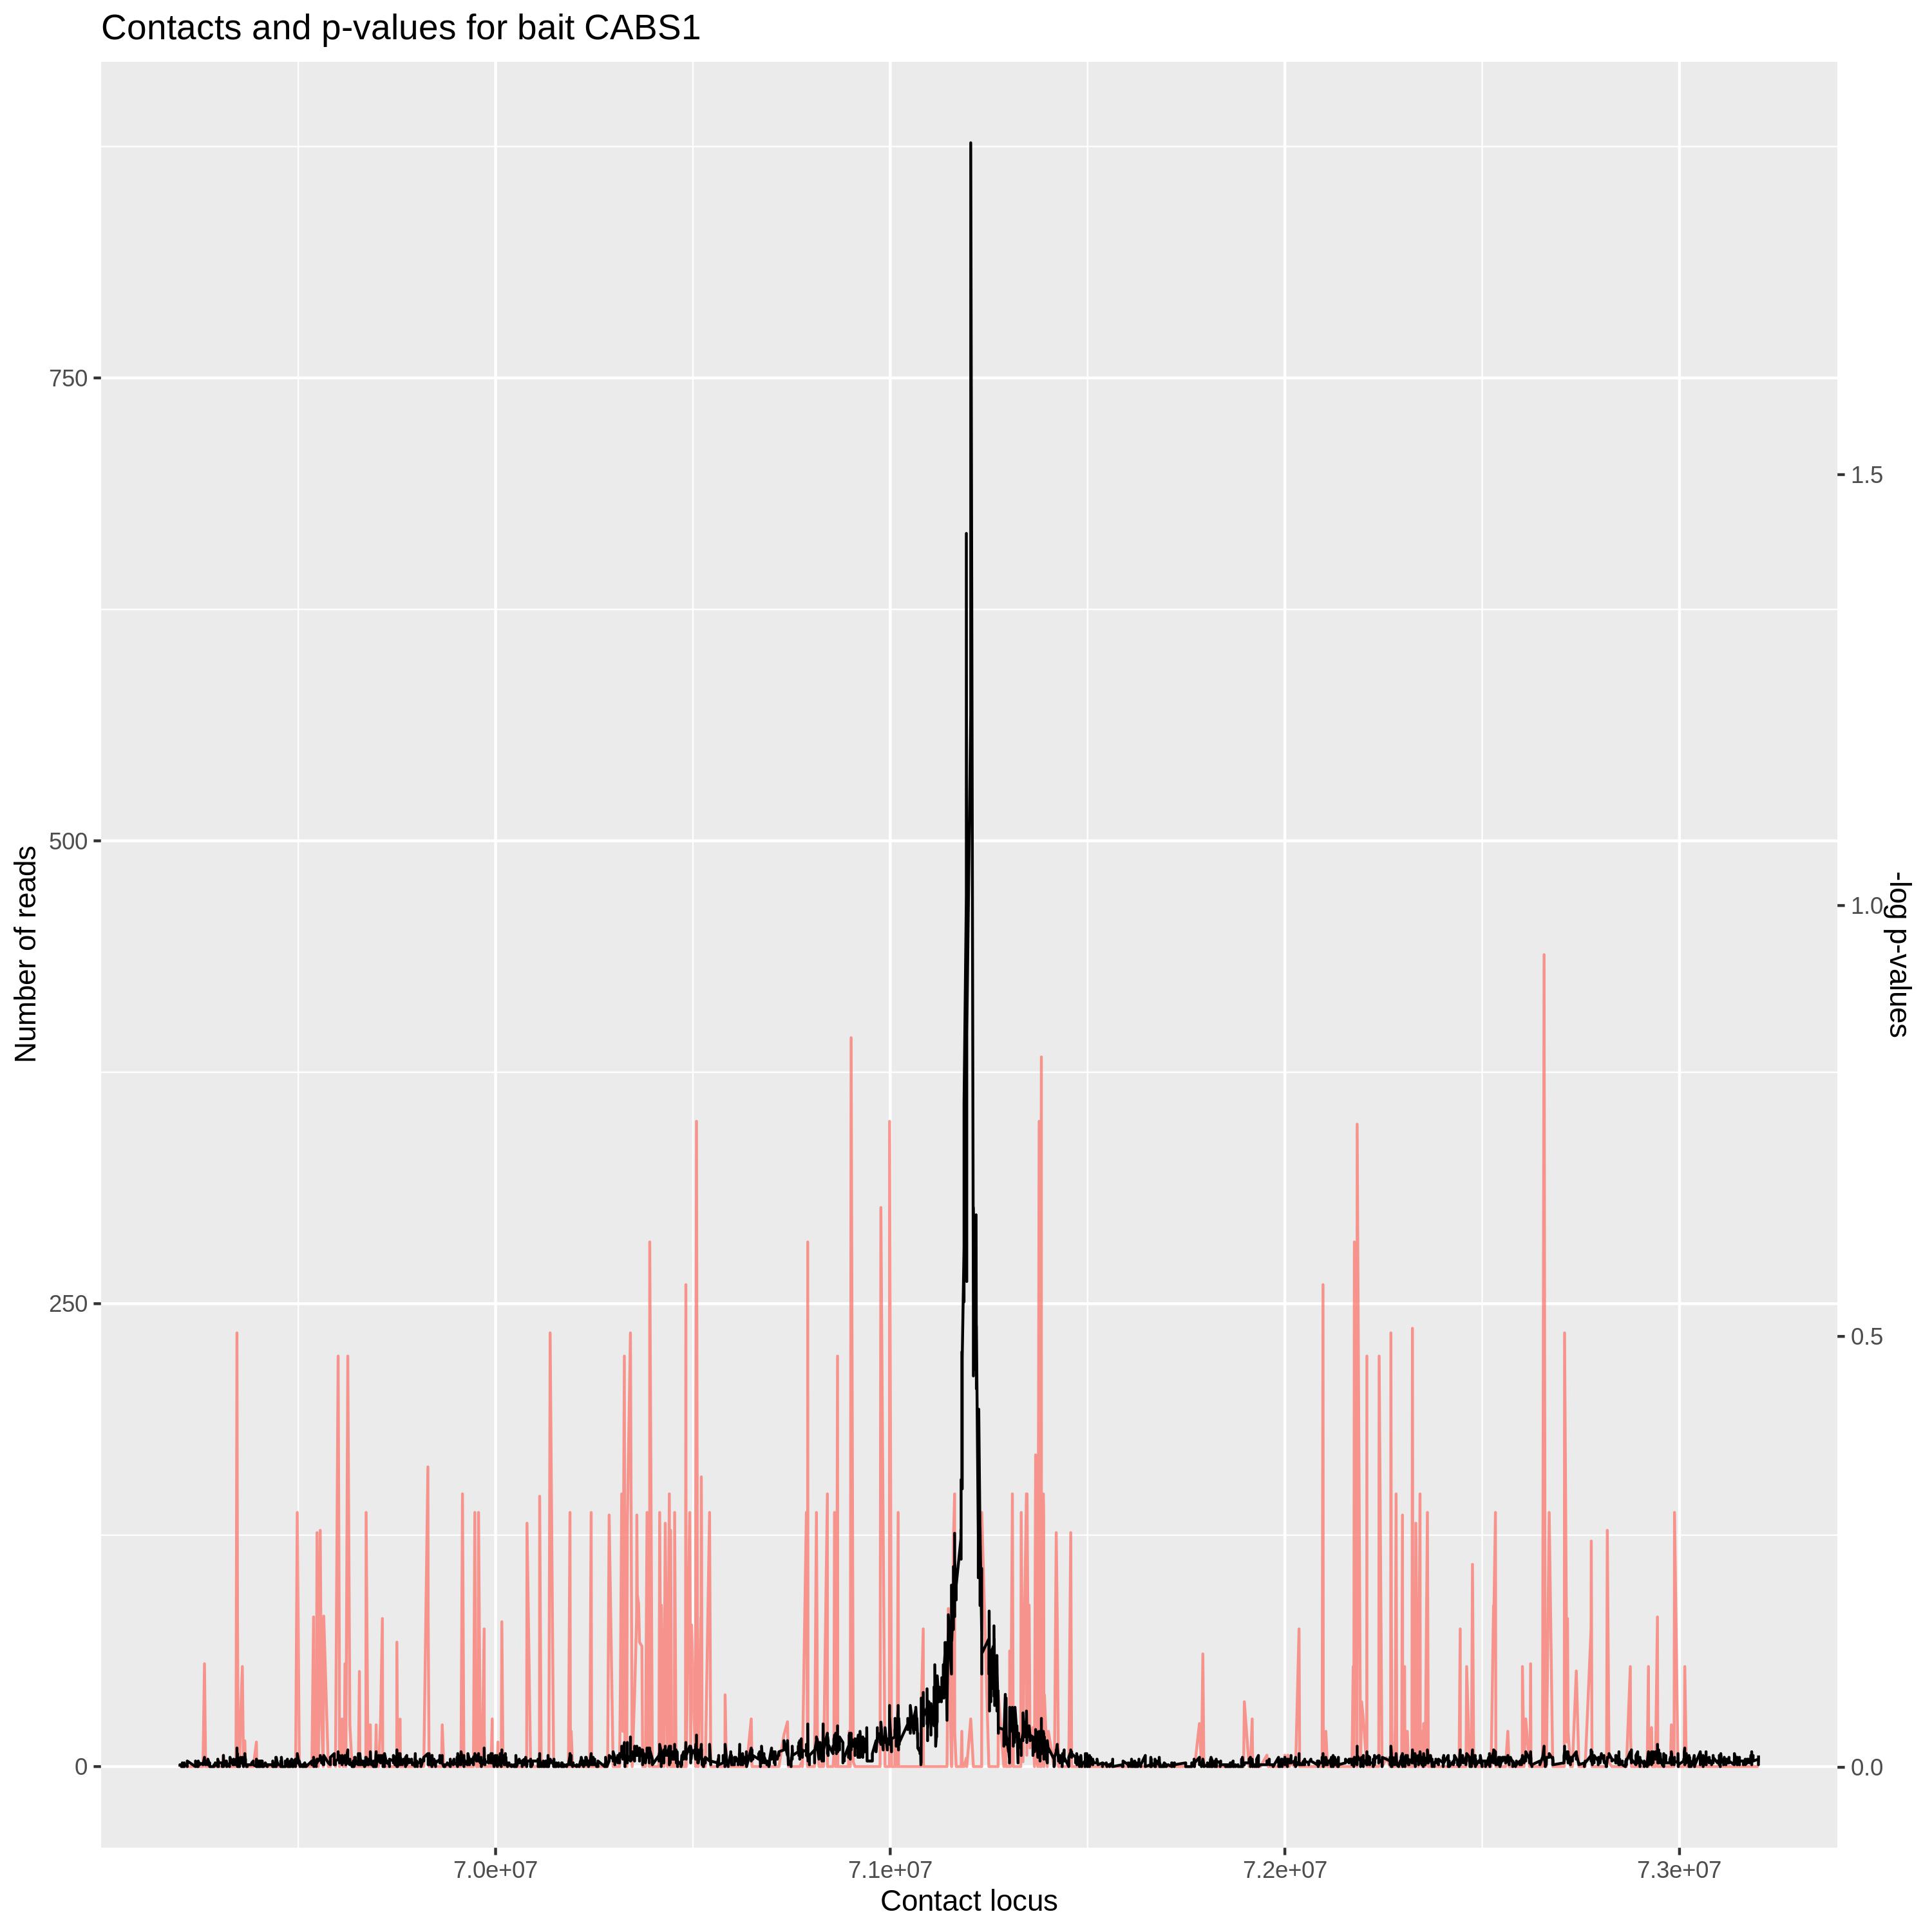 Contacts and p-values for bait CABS1
Number of reads
750
500
250
0
1.5
1.0
0.5
0.0
-log p-values
7.0e+07
7.1e+07
7.2e+07
7.3e+07
Contact locus